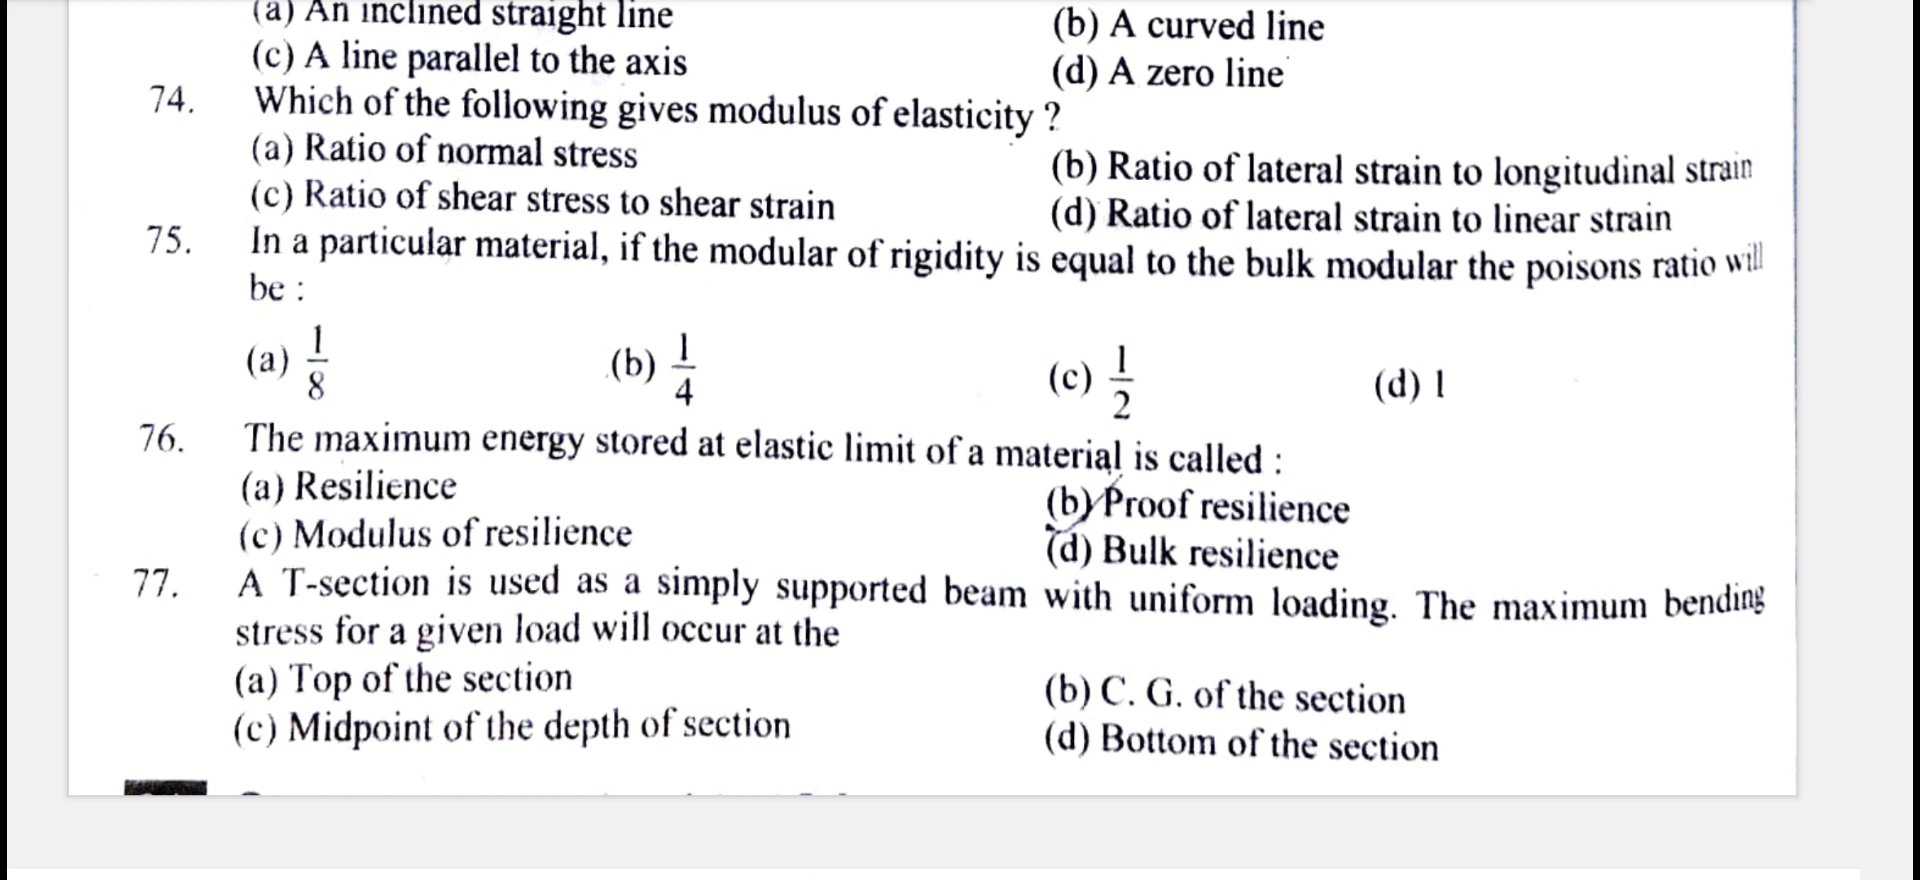 (a) An inclined straight line (b) A curved line
(c) A line parallel to the axis (d) A zero line
74. Which of the following gives modulus of elasticity ?
(a) Ratio of normal stress (b) Ratio of lateral strain to longitudinal strain
(c) Ratio of shear stress to shear strain (d) Ratio of lateral strain to linear strain
75. In a particular material, if the modular of rigidity is equal to the bulk modular the poisons ratio will
be :
(a) 1/8 (b) 1/4 (c) 1/2 (d) 1
76. The maximum energy stored at elastic limit of a material is called :
(a) Resilience (b) Proof resilience
(c) Modulus of resilience (d) Bulk resilience
77. A T-section is used as a simply supported beam with uniform loading. The maximum bending
stress for a given load will occur at the
(a) Top of the section (b) C. G. of the section
(c) Midpoint of the depth of section (d) Bottom of the section